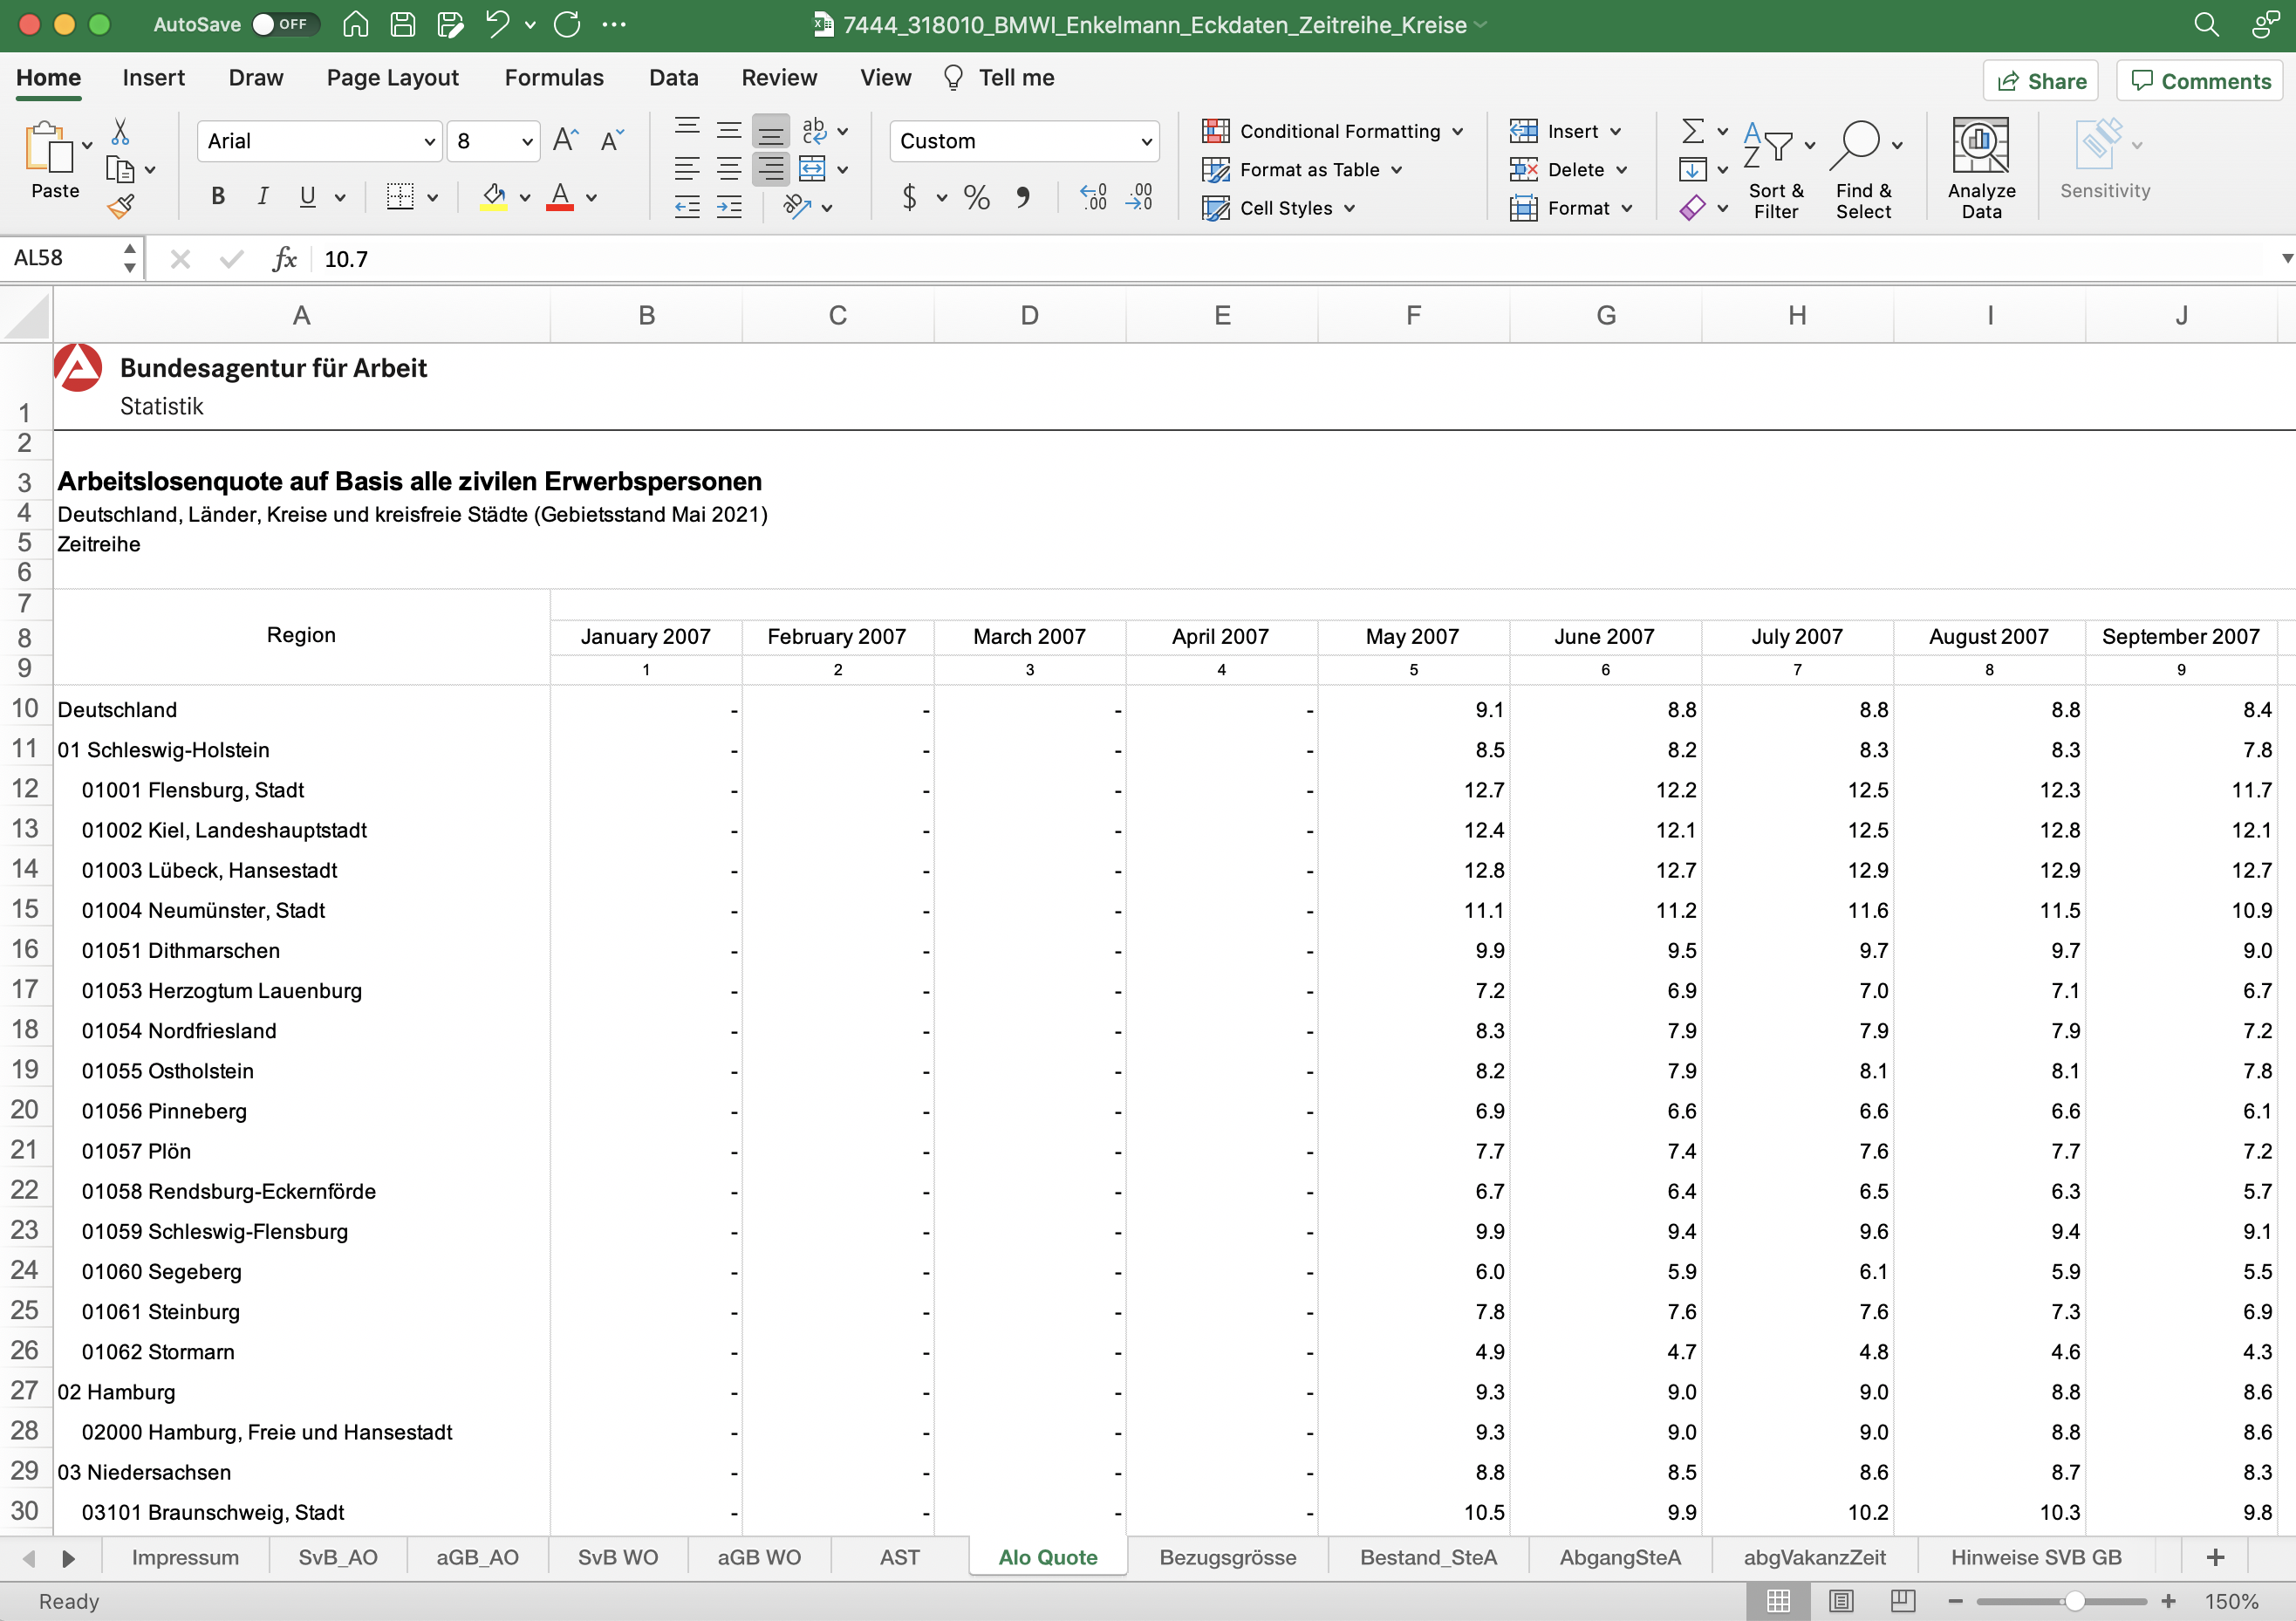 AutoSave OFF 7444_318010_BMWI_Enkelmann_Eckdaten_Zeitreihe_Kreise
Home Insert Draw Page Layout Formulas Data Review View Tell me Share Comments
Paste Arial 8 Custom Conditional Formatting Format as Table Cell Styles Insert Delete Format Sort & Filter Find & Select Analyze Data Sensitivity
AL58 fx 10.7
A B C D E F G H I J
Bundesagentur für Arbeit
1 Statistik
2
3 Arbeitslosenquote auf Basis alle zivilen Erwerbspersonen
4 Deutschland, Länder, Kreise und kreisfreie Städte (Gebietsstand Mai 2021)
5 Zeitreihe
6
7
8 Region January 2007 February 2007 March 2007 April 2007 May 2007 June 2007 July 2007 August 2007 September 2007
9 1 2 3 4 5 6 7 8 9
10 Deutschland - - - - 9.1 8.8 8.8 8.8 8.4
11 01 Schleswig-Holstein - - - - 8.5 8.2 8.3 8.3 7.8
12 01001 Flensburg, Stadt - - - - 12.7 12.2 12.5 12.3 11.7
13 01002 Kiel, Landeshauptstadt - - - - 12.4 12.1 12.5 12.8 12.1
14 01003 Lübeck, Hansestadt - - - - 12.8 12.7 12.9 12.9 12.7
15 01004 Neumünster, Stadt - - - - 11.1 11.2 11.6 11.5 10.9
16 01051 Dithmarschen - - - - 9.9 9.5 9.7 9.7 9.0
17 01053 Herzogtum Lauenburg - - - - 7.2 6.9 7.0 7.1 6.7
18 01054 Nordfriesland - - - - 8.3 7.9 7.9 7.9 7.2
19 01055 Ostholstein - - - - 8.2 7.9 8.1 8.1 7.8
20 01056 Pinneberg - - - - 6.9 6.6 6.6 6.6 6.1
21 01057 Plön - - - - 7.7 7.4 7.6 7.7 7.2
22 01058 Rendsburg-Eckernförde - - - - 6.7 6.4 6.5 6.3 5.7
23 01059 Schleswig-Flensburg - - - - 9.9 9.4 9.6 9.4 9.1
24 01060 Segeberg - - - - 6.0 5.9 6.1 5.9 5.5
25 01061 Steinburg - - - - 7.8 7.6 7.6 7.3 6.9
26 01062 Stormarn - - - - 4.9 4.7 4.8 4.6 4.3
27 02 Hamburg - - - - 9.3 9.0 9.0 8.8 8.6
28 02000 Hamburg, Freie und Hansestadt - - - - 9.3 9.0 9.0 8.8 8.6
29 03 Niedersachsen - - - - 8.8 8.5 8.6 8.7 8.3
30 03101 Braunschweig, Stadt - - - - 10.5 9.9 10.2 10.3 9.8
Impressum SvB_AO aGB_AO SvB WO aGB WO AST Alo Quote Bezugsgrösse Bestand_SteA AbgangSteA abgVakanzZeit Hinweise SVB GB +
Ready 150%